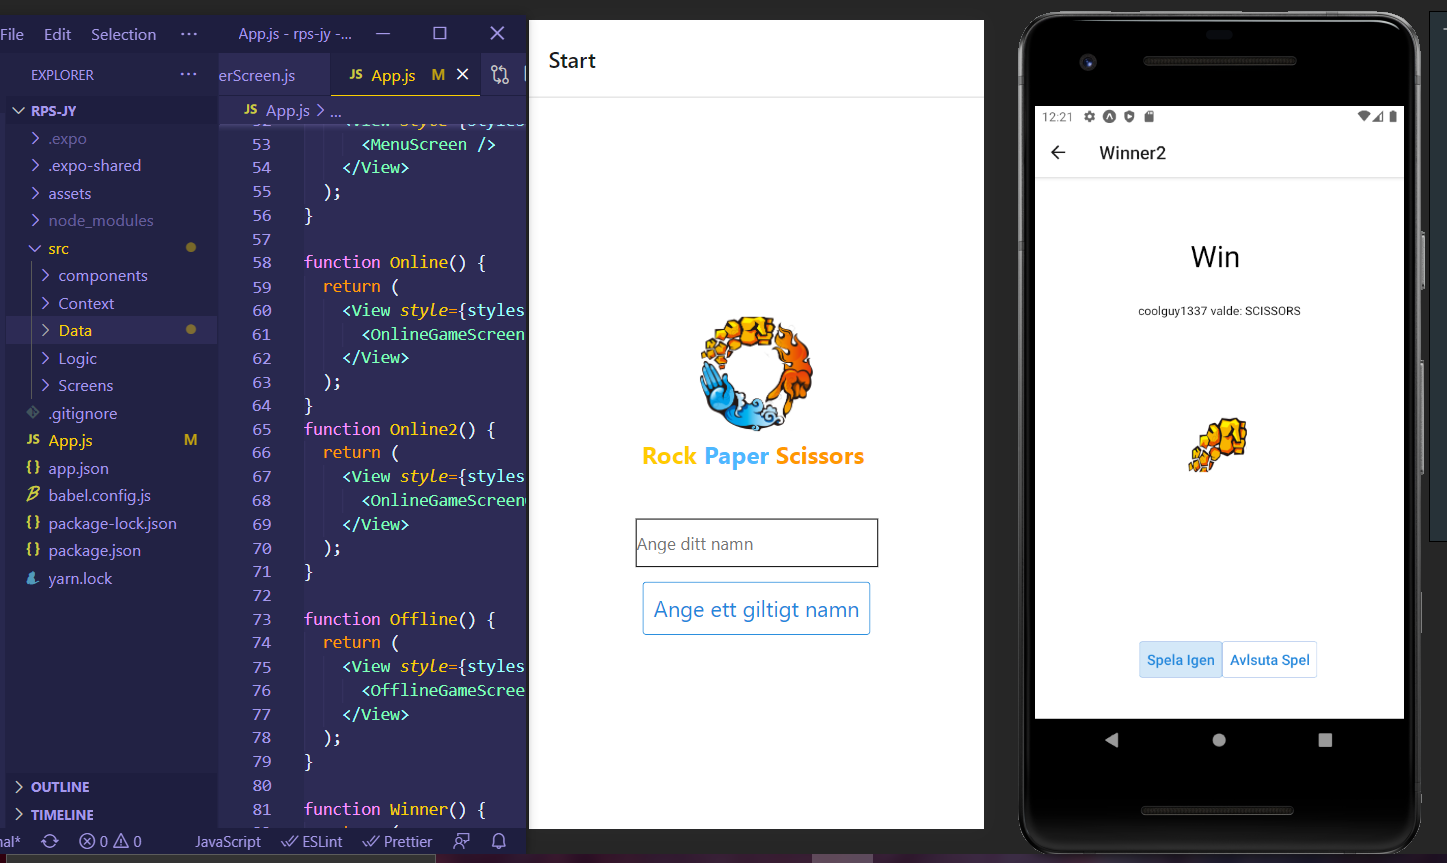 File Edit Selection ··· App.js - rps-jy -...
EXPLORER ···
RPS-JY
.expo
.expo-shared
assets
node_modules
src
components
Context
Data
Logic
Screens
.gitignore
JS App.js M
{} app.json
babel.config.js
{} package-lock.json
{} package.json
yarn.lock
OUTLINE
TIMELINE
erScreen.js JS App.js M
JS App.js > ...
52 <View style={styles
53 <MenuScreen />
54 </View>
55 );
56 }
57
58 function Online() {
59 return (
60 <View style={styles
61 <OnlineGameScreen
62 </View>
63 );
64 }
65 function Online2() {
66 return (
67 <View style={styles
68 <OnlineGameScreen
69 </View>
70 );
71 }
72
73 function Offline() {
74 return (
75 <View style={styles
76 <OfflineGameScree
77 </View>
78 );
79 }
80
81 function Winner() {
nal* 0 0 JavaScript ESLint Prettier
Start
Rock Paper Scissors
Ange ditt namn
Ange ett giltigt namn
12:21
Winner2
Win
coolguy1337 valde: SCISSORS
Spela Igen Avlsuta Spel